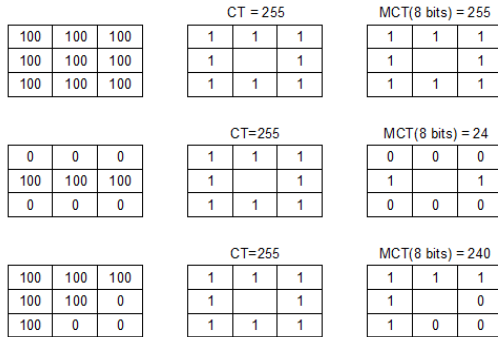 CT = 255 MCT(8 bits) = 255
100 100 100 1 1 1 1 1 1
100 100 100 1 1 1 1
100 100 100 1 1 1 1 1 1
CT=255 MCT(8 bits) = 24
0 0 0 1 1 1 0 0 0
100 100 100 1 1 1 1
0 0 0 1 1 1 0 0 0
CT=255 MCT(8 bits) = 240
100 100 100 1 1 1 1 1 1
100 100 0 1 1 1 0
100 0 0 1 1 1 1 0 0